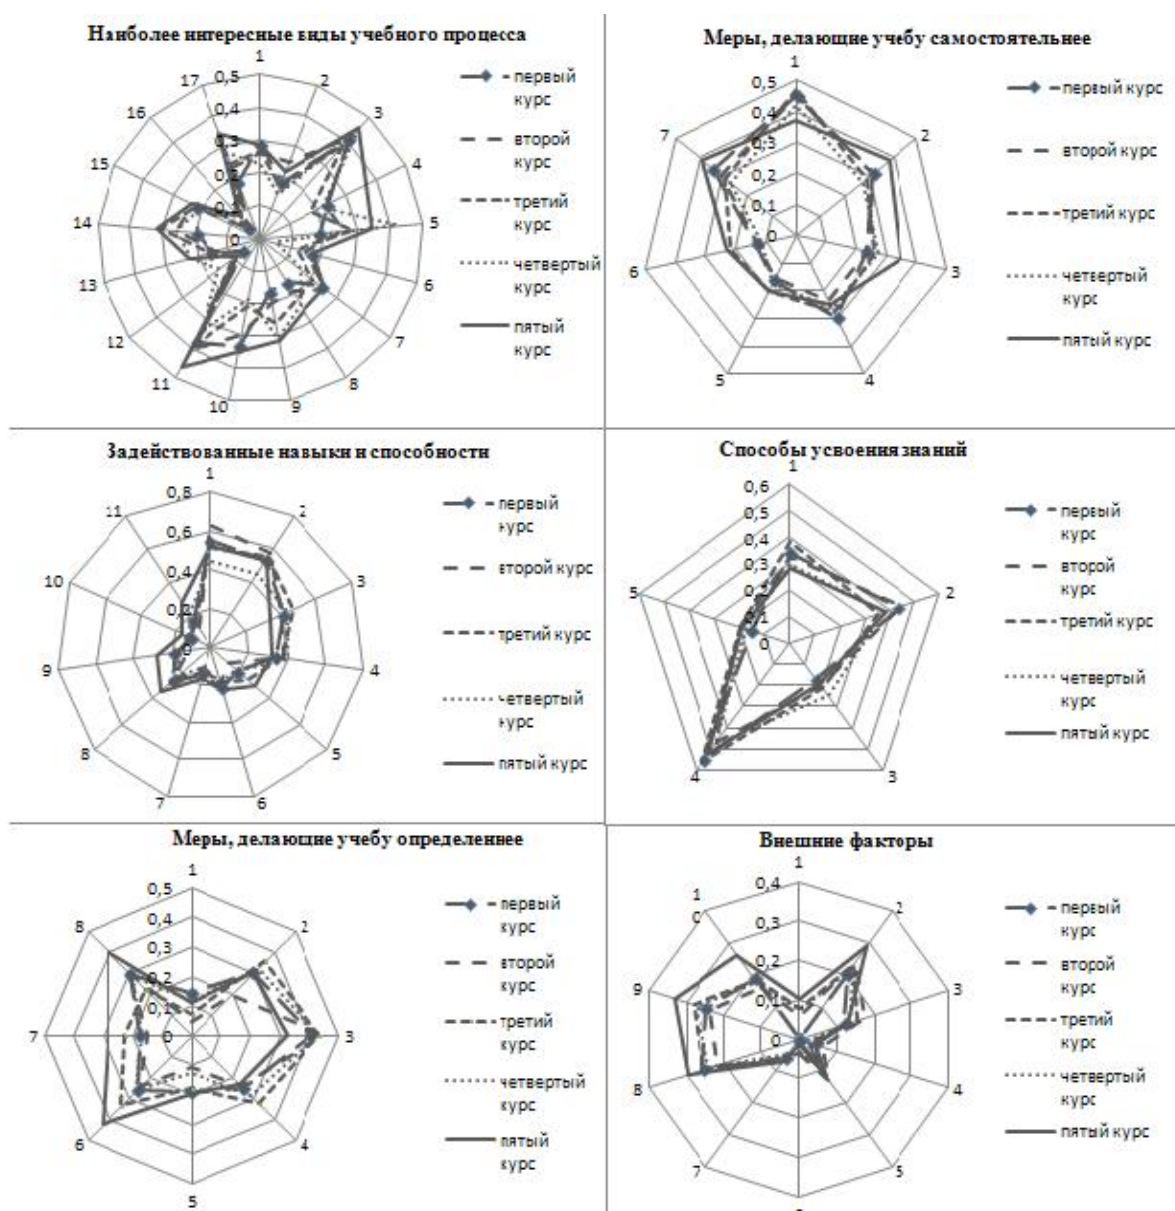 Наиболее интересные виды учебного процесса
1
2
3
4
5
6
7
8
9
10
11
12
13
14
15
16
17
0,5
0,4
0,3
0,2
0,1
0
первый
курс
второй
курс
третий
курс
четвертый
курс
пятый
курс
Меры, делающие учебу самостоятельнее
1
2
3
4
5
6
7
0,5
0,4
0,3
0,2
0,1
0
первый курс
второй курс
третий курс
четвертый
курс
пятый курс
Задействованные навыки и способности
1
2
3
4
5
6
7
8
9
10
11
0,8
0,6
0,4
0,2
0
первый
курс
второй курс
третий курс
четвертый
курс
пятый курс
Способы усвоения знаний
1
2
3
4
5
0,6
0,5
0,4
0,3
0,2
0,1
0
первый
курс
второй
курс
третий курс
четвертый
курс
пятый курс
Меры, делающие учебу определеннее
1
2
3
4
5
6
7
8
0,5
0,4
0,3
0,2
0,1
0
первый
курс
второй
курс
третий
курс
четвертый
курс
пятый
курс
Внешние факторы
1
2
3
4
5
7
8
9
1
0
0,4
0,3
0,2
0,1
0
первый
курс
второй
курс
третий
курс
четвертый
курс
пятый курс